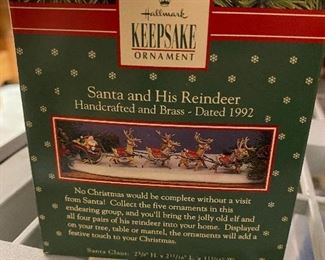 Hallmark
KEEPSAKE
ORNAMENT
Santa and His Reindeer
Handcrafted and Brass - Dated 1992
No Christmas would be complete without a visit
from Santa! Collect the five ornaments in this
endearing group, and you'll bring the jolly old elf and
all four pairs of reindeer into your home. Displayed
on your tree, table or mantel, the ornaments will add a
festive touch to your Christmas.
Santa Claus: